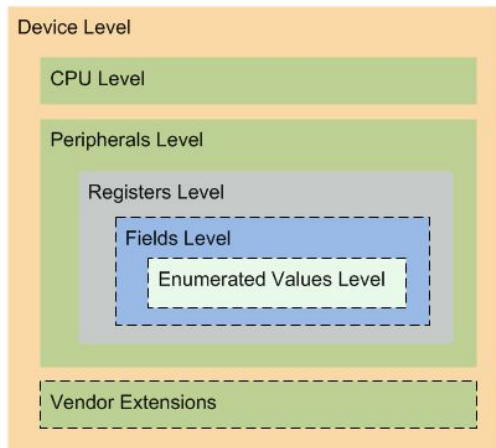 Device Level
CPU Level
Peripherals Level
Registers Level
Fields Level
Enumerated Values Level
Vendor Extensions